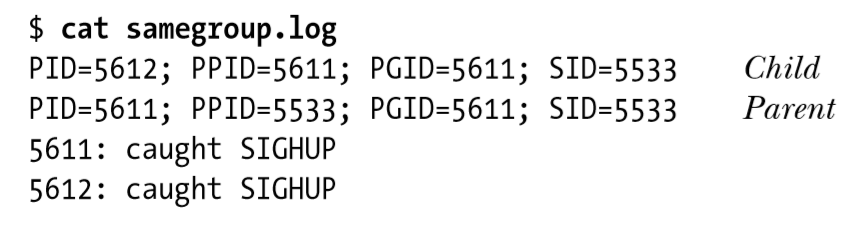 $ cat samegroup.log
PID=5612; PPID=5611; PGID=5611; SID=5533 Child
PID=5611; PPID=5533; PGID=5611; SID=5533 Parent
5611: caught SIGHUP
5612: caught SIGHUP